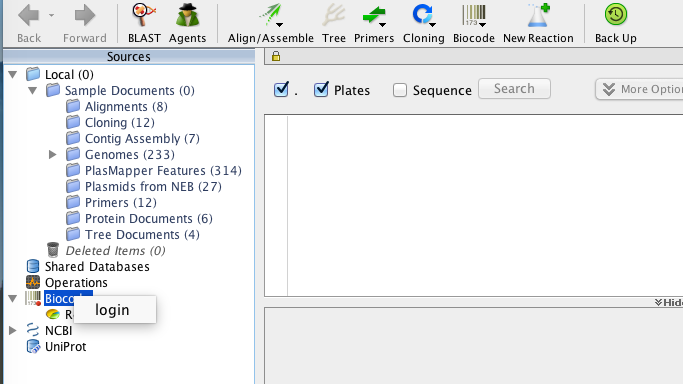 Back Forward BLAST Agents Align/Assemble Tree Primers Cloning Biocode New Reaction Back Up
Sources
Local (0)
. Plates Sequence Search More Optio
Sample Documents (0)
Alignments (8)
Cloning (12)
Contig Assembly (7)
Genomes (233)
PlasMapper Features (314)
Plasmids from NEB (27)
Primers (12)
Protein Documents (6)
Tree Documents (4)
Deleted Items (0)
Shared Databases
Operations
Bioco
login
R
NCBI
UniProt
Hide